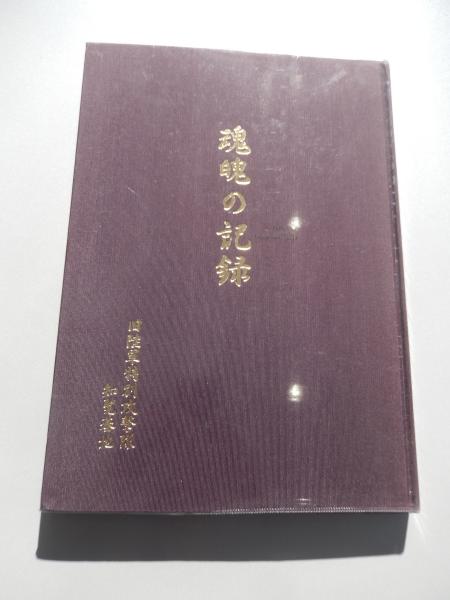 魂魄の記録
旧陸軍特別攻撃隊
知覧基地